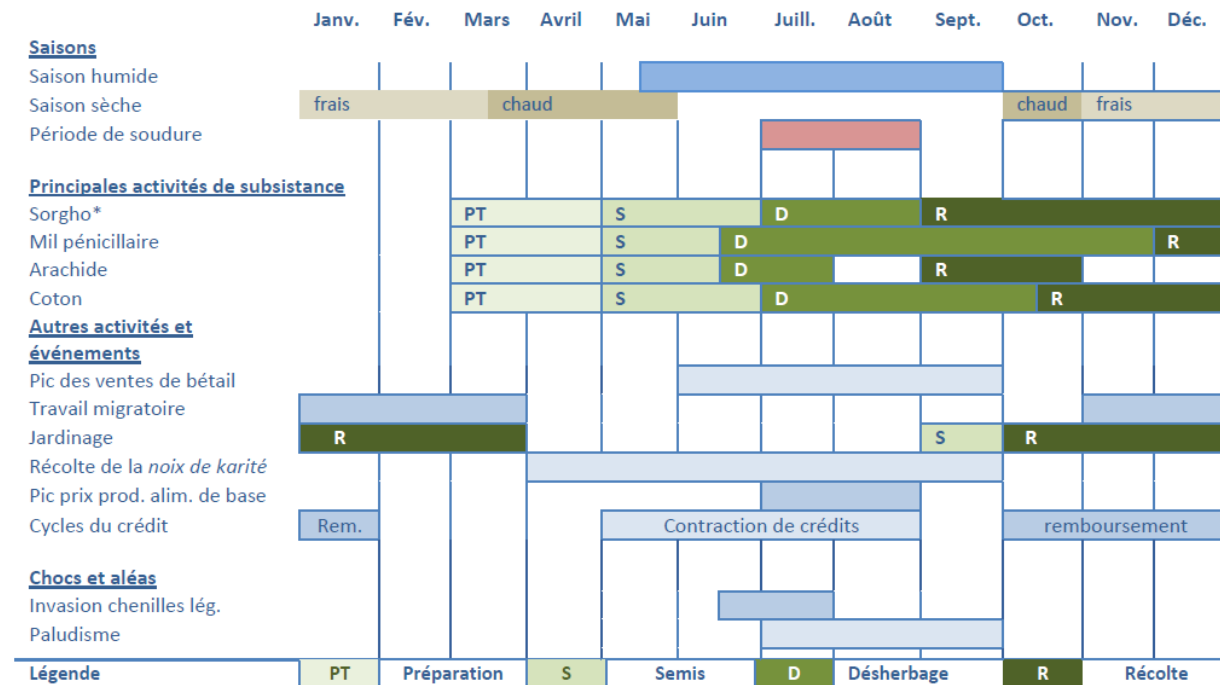 Janv. Fév. Mars Avril Mai Juin Juill. Août Sept. Oct. Nov. Déc.
Saisons
Saison humide
Saison sèche frais chaud chaud frais
Période de soudure
Principales activités de subsistance
Sorgho* PT S D R
Mil pénicillaire PT S D R
Arachide PT S D R
Coton PT S D R
Autres activités et
événements
Pic des ventes de bétail
Travail migratoire
Jardinage R S R
Récolte de la noix de karité
Pic prix prod. alim. de base
Cycles du crédit Rem. Contraction de crédits remboursement
Chocs et aléas
Invasion chenilles lég.
Paludisme
Légende PT Préparation S Semis D Désherbage R Récolte